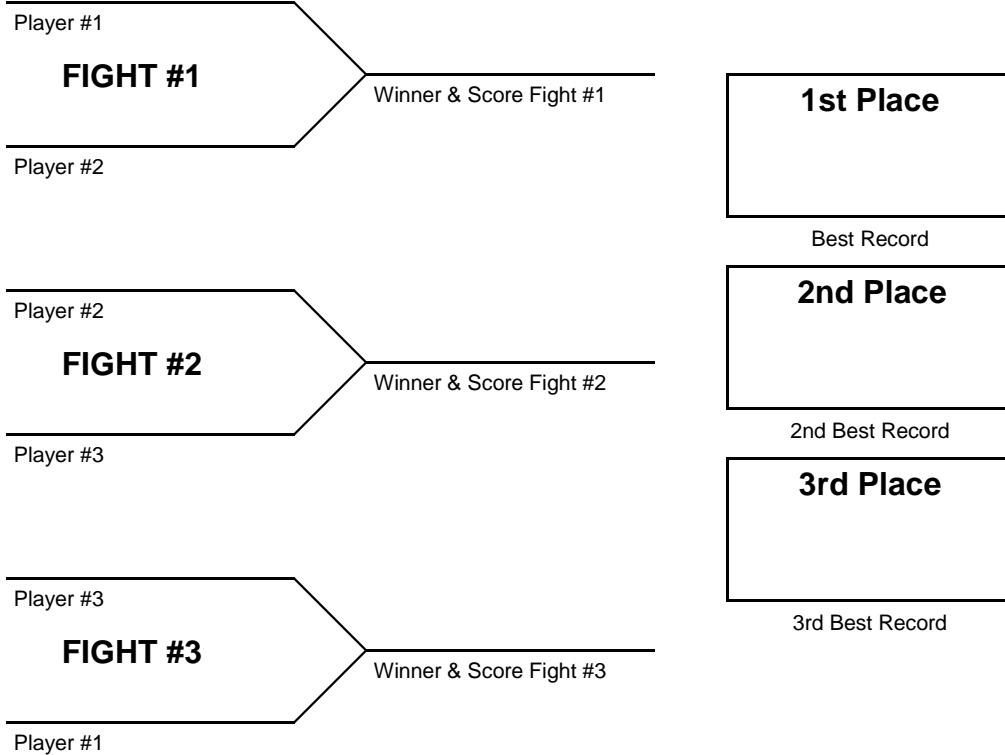 Player #1
FIGHT #1
Winner & Score Fight #1
Player #2
Player #2
FIGHT #2
Winner & Score Fight #2
Player #3
Player #3
FIGHT #3
Winner & Score Fight #3
Player #1
1st Place
Best Record
2nd Place
2nd Best Record
3rd Place
3rd Best Record